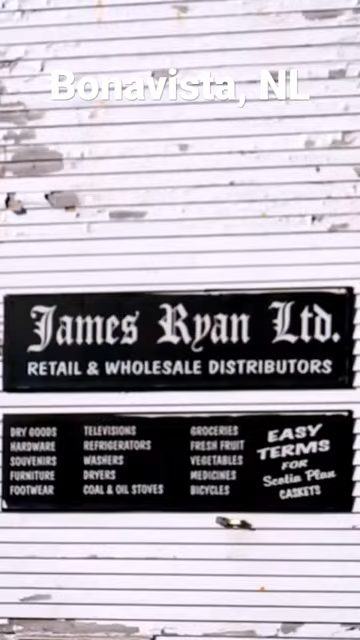 Bonavista, NL
James Ryan Ltd.
RETAIL & WHOLESALE DISTRIBUTORS
DRY GOODS
HARDWARE
SOUVENIRS
FURNITURE
FOOTWEAR
TELEVISIONS
REFRIGERATORS
WASHERS
DRYERS
COAL & OIL STOVES
GROCERIES
FRESH FRUIT
VEGETABLES
MEDICINES
BICYCLES
EASY
TERMS
FOR
Scotia Plan
CASKETS